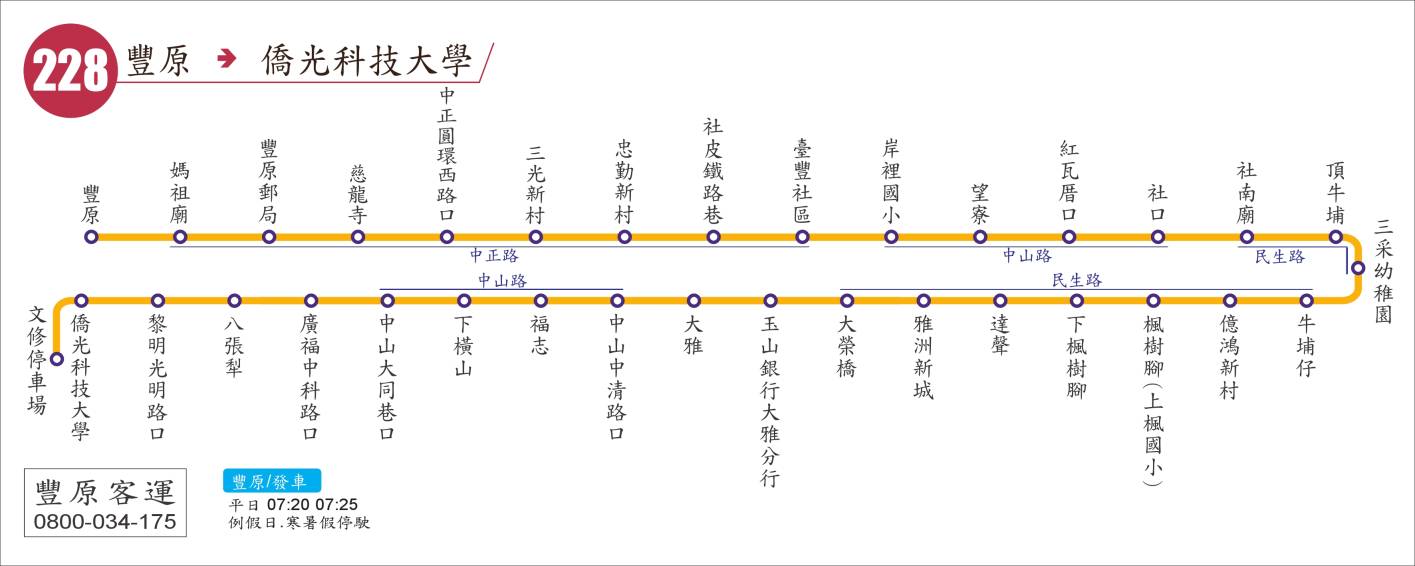 228 豐原 → 僑光科技大學
豐原
媽祖廟
豐原郵局
慈龍寺
中正圓環西路口
三光新村
忠勤新村
社皮鐵路巷
臺豐社區
岸裡國小
望寮
紅瓦厝口
社口
社南廟
頂牛埔
三采幼稚園
中正路
中山路
民生路
中山路
民生路
文修停車場
僑光科技大學
黎明光明路口
八張犁
廣福中科路口
中山大同巷口
下橫山
福志
中山中清路口
大雅
玉山銀行大雅分行
大榮橋
雅洲新城
達聲
下楓樹腳
楓樹腳(上楓國小)
億鴻新村
牛埔仔
豐原客運
0800-034-175
豐原/發車
平日 07:20 07:25
例假日.寒暑假停駛